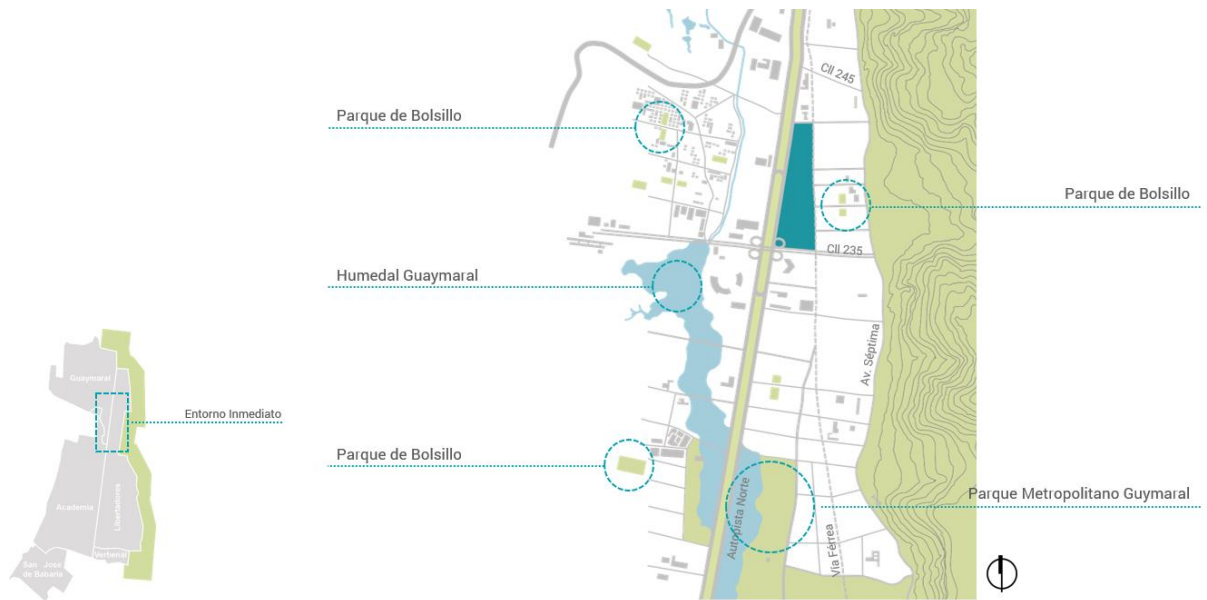 Cll 245
Parque de Bolsillo
Parque de Bolsillo
Cll 235
Humedal Guaymaral
Av. Séptima
Guaymaral
Entorno Inmediato
Parque de Bolsillo
Parque Metropolitano Guymaral
Academia
Libertadores
Autopista Norte
Vía Férrea
Verbenal
San Jose
de Babaria